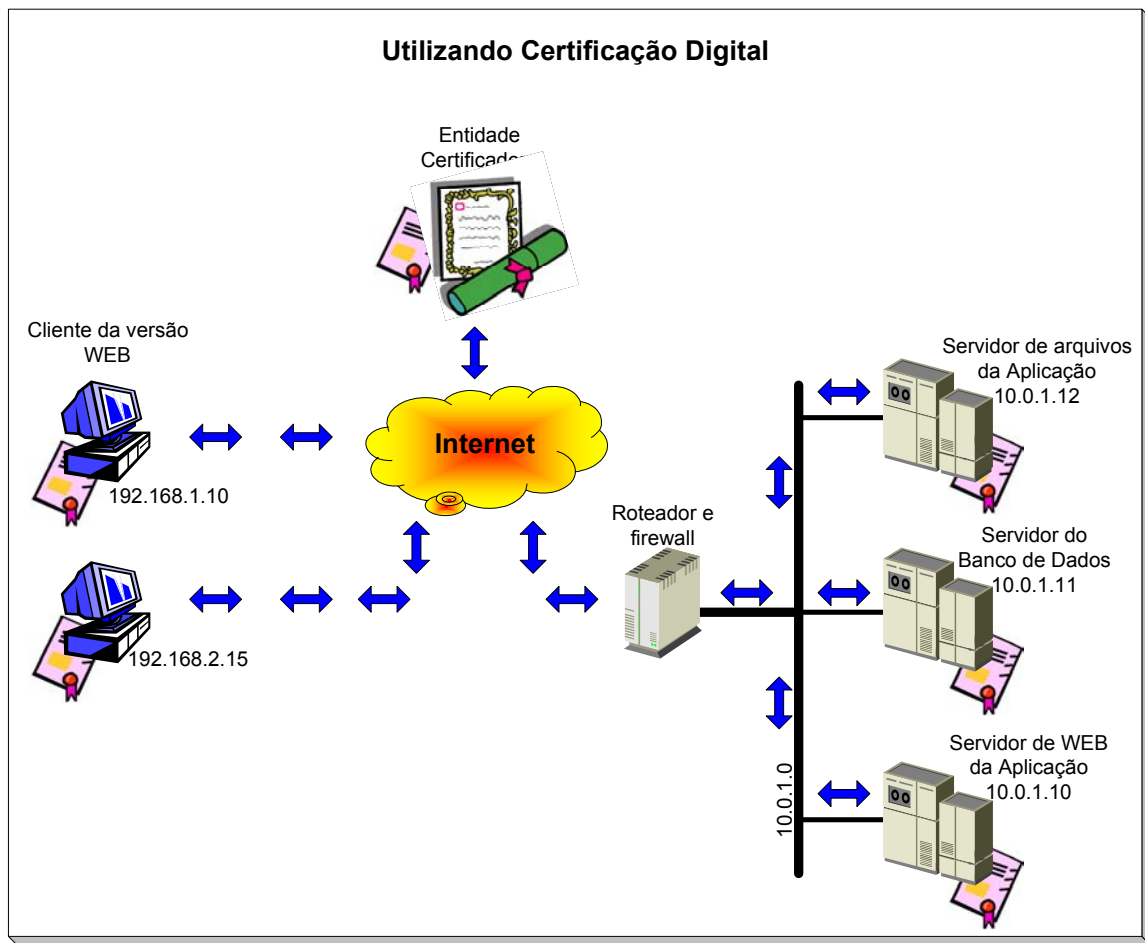 Utilizando Certificação Digital
Entidade
Cliente da versão
WEB
192.168.1.10
192.168.2.15
Internet
Roteador e
firewall
10.0.1.0
Servidor de arquivos
da Aplicação
10.0.1.12
Servidor do
Banco de Dados
10.0.1.11
Servidor de WEB
da Aplicação
10.0.1.10